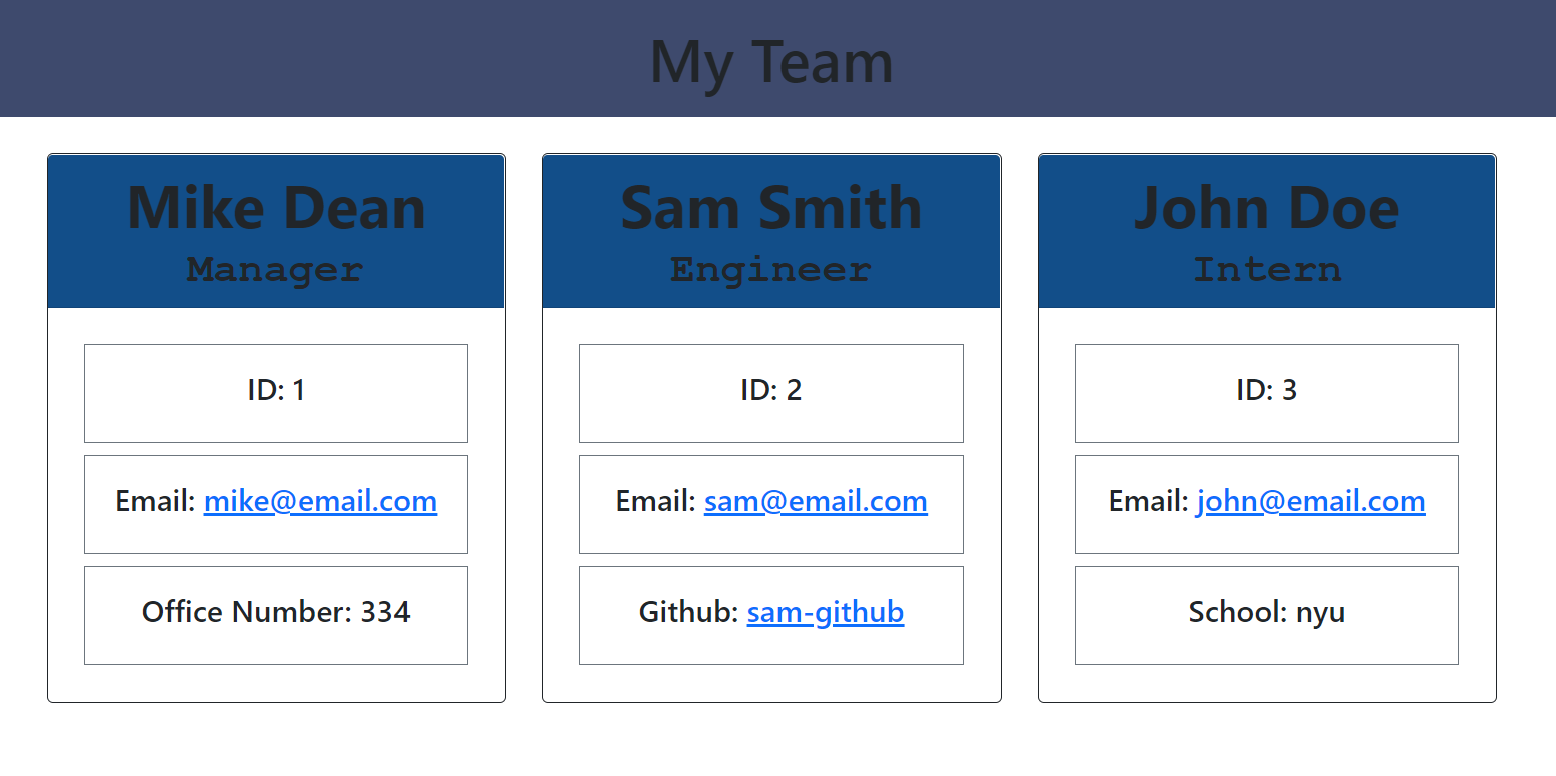 My Team
Mike Dean
Manager
ID: 1
Email: mike@email.com
Office Number: 334
Sam Smith
Engineer
ID: 2
Email: sam@email.com
Github: sam-github
John Doe
Intern
ID: 3
Email: john@email.com
School: nyu